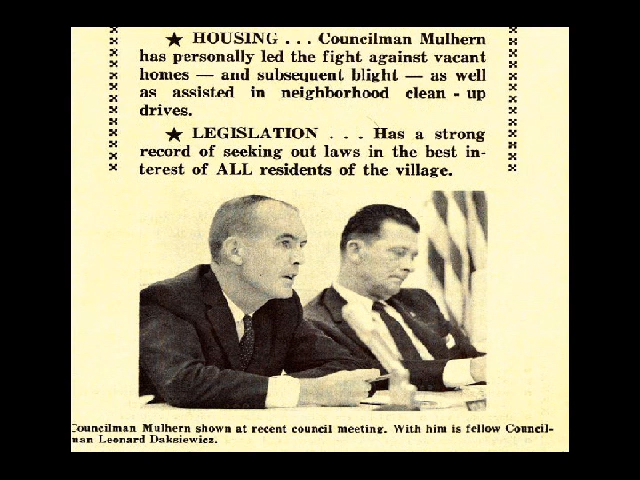 ★ HOUSING . . . Councilman Mulhern
has personally led the fight against vacant
homes — and subsequent blight — as well
as assisted in neighborhood clean - up
drives.
★ LEGISLATION . . . Has a strong
record of seeking out laws in the best in-
terest of ALL residents of the village.
Councilman Mulhern shown at recent council meeting. With him is fellow Council-
man Leonard Daksiewicz.